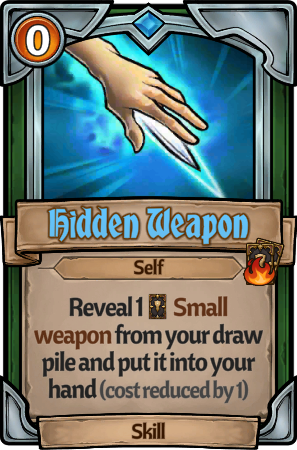 0
Hidden Weapon
Self
Reveal 1 Small
weapon from your draw
pile and put it into your
hand (cost reduced by 1)
Skill